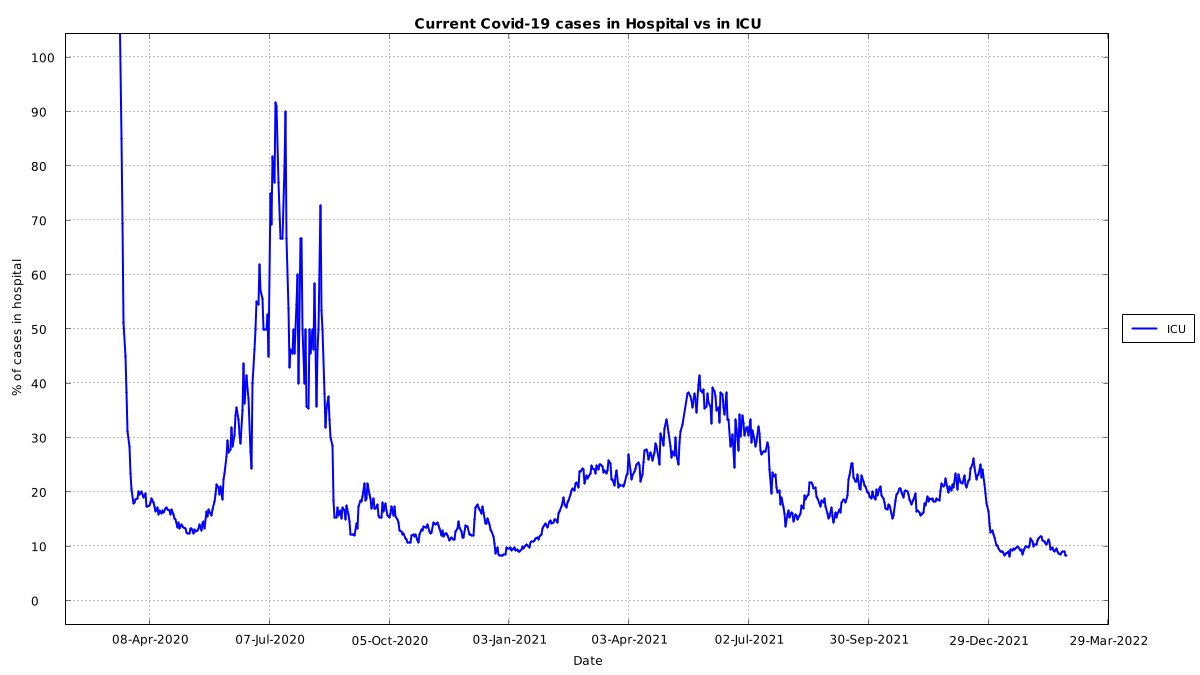 Current Covid-19 cases in Hospital vs in ICU
100
90
80
70
60
50
40
30
20
10
0
% of cases in hospital
ICU
08-Apr-2020 07-Jul-2020 05-Oct-2020 03-Jan-2021 03-Apr-2021 02-Jul-2021 30-Sep-2021 29-Dec-2021 29-Mar-2022
Date